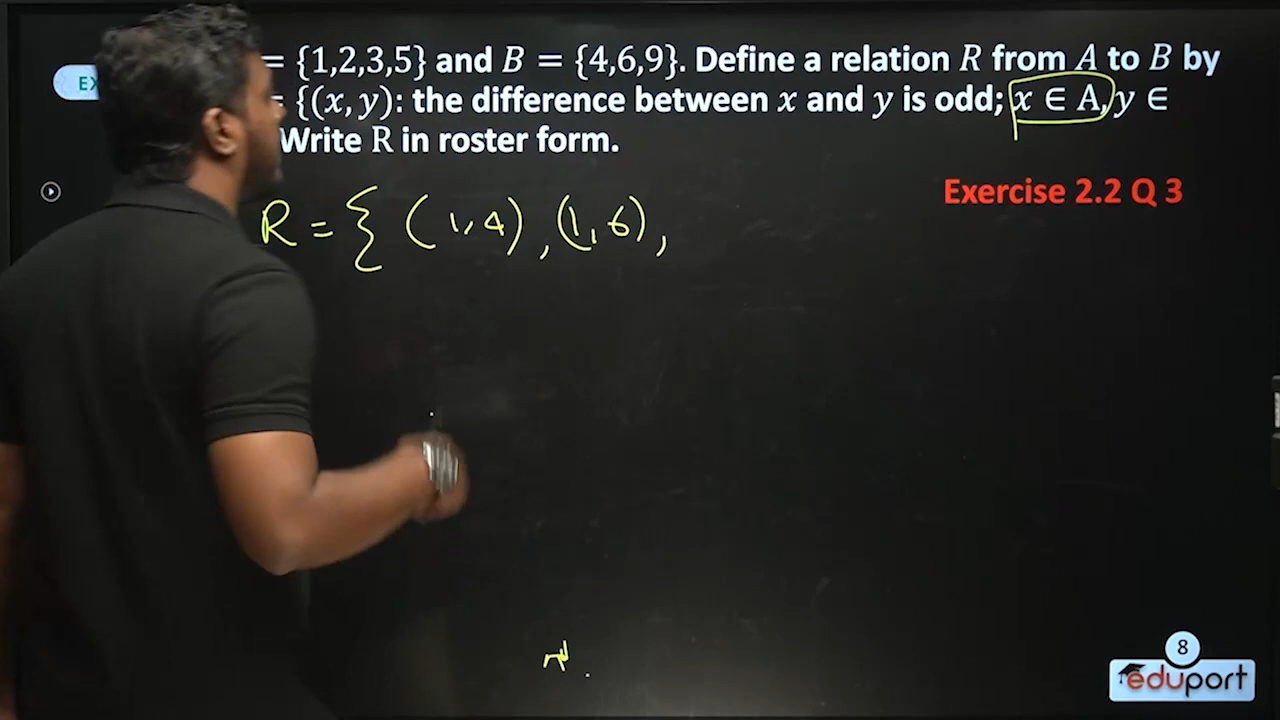 EX
= {1,2,3,5} and B = {4,6,9}. Define a relation R from A to B by
= {(x, y): the difference between x and y is odd; x ∈ A, y ∈
Write R in roster form.
Exercise 2.2 Q 3
R = { (1,4), (1,6),
8
eduport